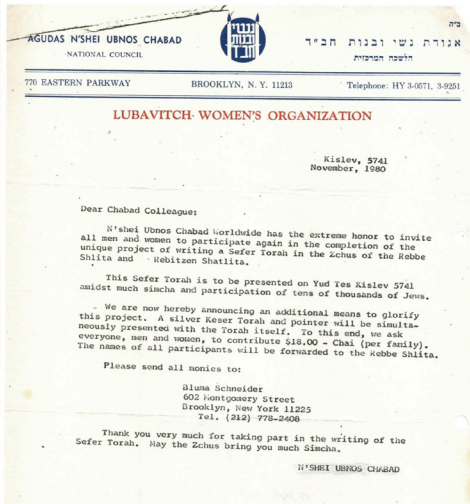 ב"ה
AGUDAS N'SHEI UBNOS CHABAD
NATIONAL COUNCIL
נשי
ובנות
חב"ד
אגודת נשי ובנות חב"ד
הלשכה המרכזית
770 EASTERN PARKWAY BROOKLYN, N. Y. 11213 Telephone: HY 3-0571, 3-9251
LUBAVITCH WOMEN'S ORGANIZATION
Kislev, 5741
November, 1980
Dear Chabad Colleague:
N'shei Ubnos Chabad Worldwide has the extreme honor to invite
all men and women to participate again in the completion of the
unique project of writing a Sefer Torah in the Zchus of the Rebbe
Shlita and Rebitzen Shatlita.
This Sefer Torah is to be presented on Yud Tes Kislev 5741
amidst much simcha and participation of tens of thousands of Jews.
We are now hereby announcing an additional means to glorify
this project. A silver Keser Torah and pointer will be simulta-
neously presented with the Torah itself. To this end, we ask
everyone, men and women, to contribute $18.00 - Chai (per family).
The names of all participants will be forwarded to the Rebbe Shlita.
Please send all monies to:
Bluma Schneider
602 Montgomery Street
Brooklyn, New York 11225
Tel. (212) 778-2408
Thank you very much for taking part in the writing of the
Sefer Torah. May the Zchus bring you much Simcha.
N'SHEI UBNOS CHABAD